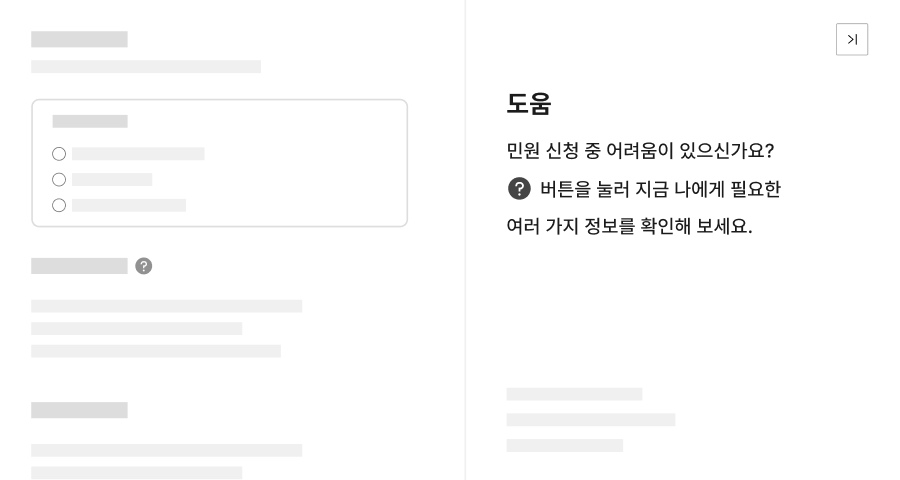 도움
민원 신청 중 어려움이 있으신가요?
? 버튼을 눌러 지금 나에게 필요한
여러 가지 정보를 확인해 보세요.
?